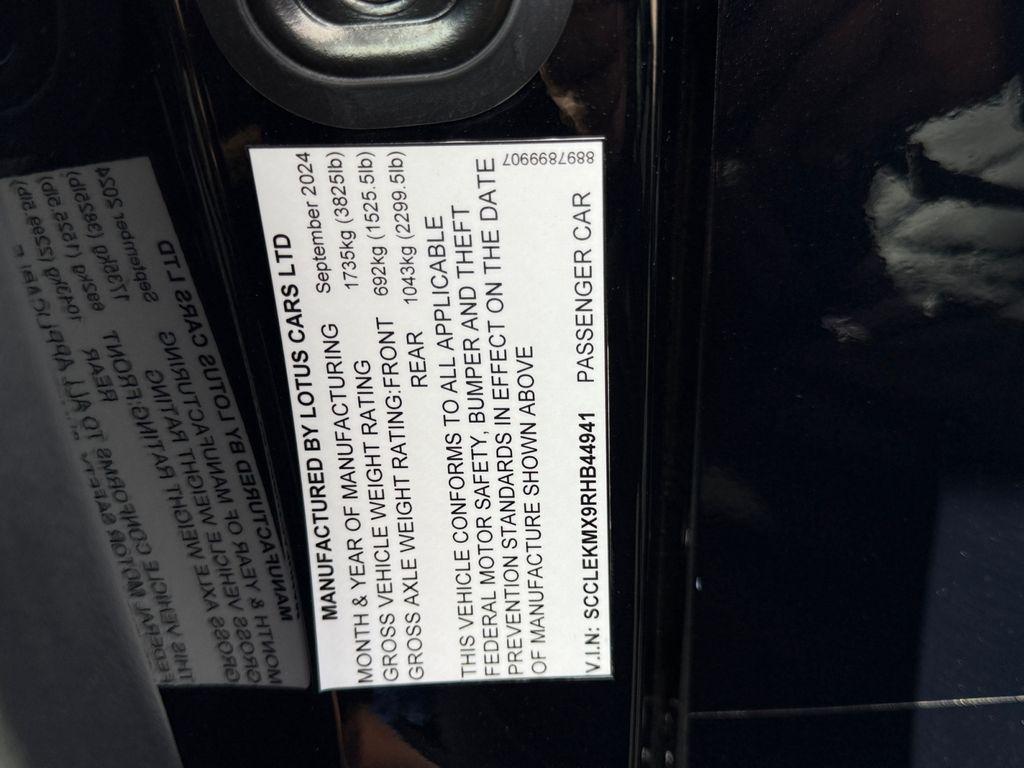 MANUFACTURED BY LOTUS CARS LTD
MONTH & YEAR OF MANUFACTURING September 2024
GROSS VEHICLE WEIGHT RATING 1735kg (3825lb)
GROSS AXLE WEIGHT RATING:FRONT 692kg (1525.5lb)
REAR 1043kg (2299.5lb)
THIS VEHICLE CONFORMS TO ALL APPLICABLE
FEDERAL MOTOR SAFETY, BUMPER AND THEFT
PREVENTION STANDARDS IN EFFECT ON THE DATE
OF MANUFACTURE SHOWN ABOVE
V.I.N: SCCLEKMX9RHB44941 PASSENGER CAR
8897899907